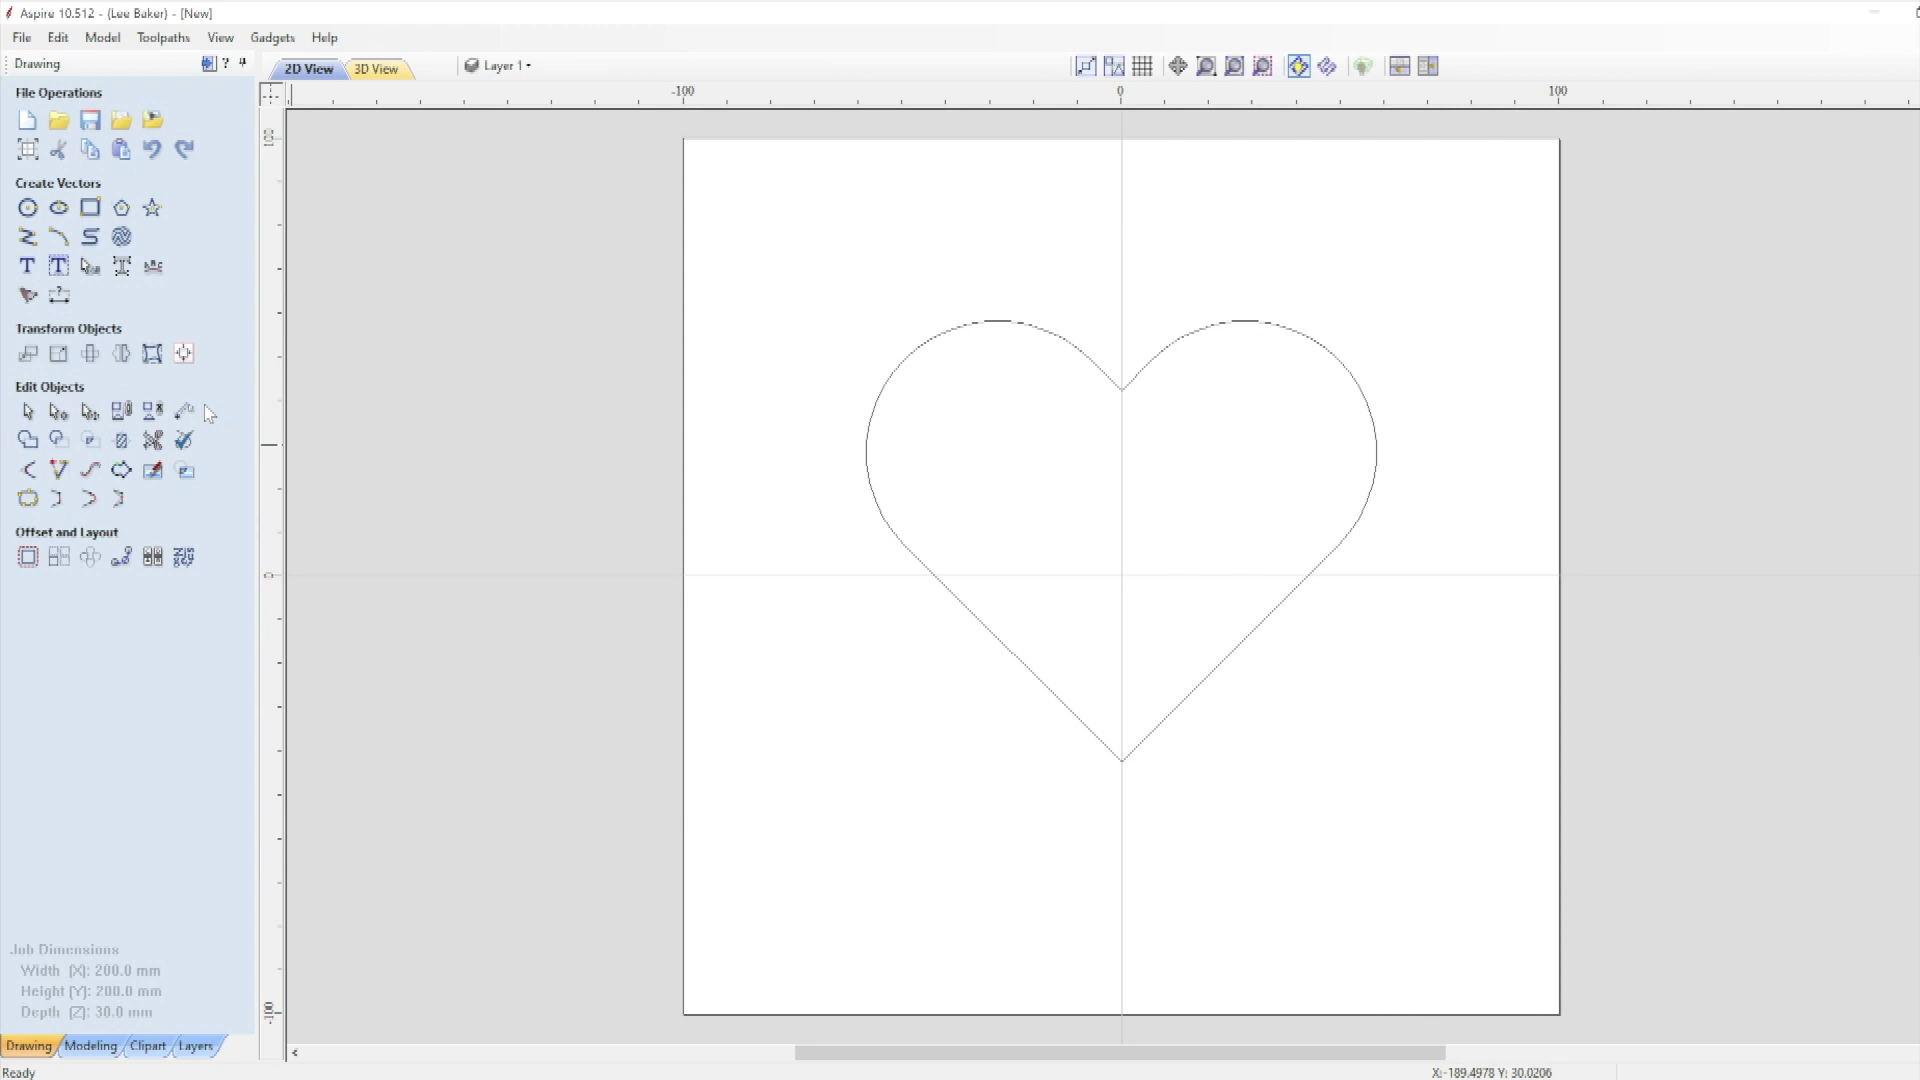 Aspire 10.512 - {Lee Baker} - [New]
File Edit Model Toolpaths View Gadgets Help
Drawing ?
2D View 3D View Layer 1
-100 0 100
File Operations
100
Create Vectors
Transform Objects
Edit Objects
Offset and Layout
0
Job Dimensions
Width (X): 200.0 mm
Height (Y): 200.0 mm
Depth (Z): 30.0 mm
-100
Drawing Modeling Clipart Layers
Ready X:-189.4978 Y: 30.0206